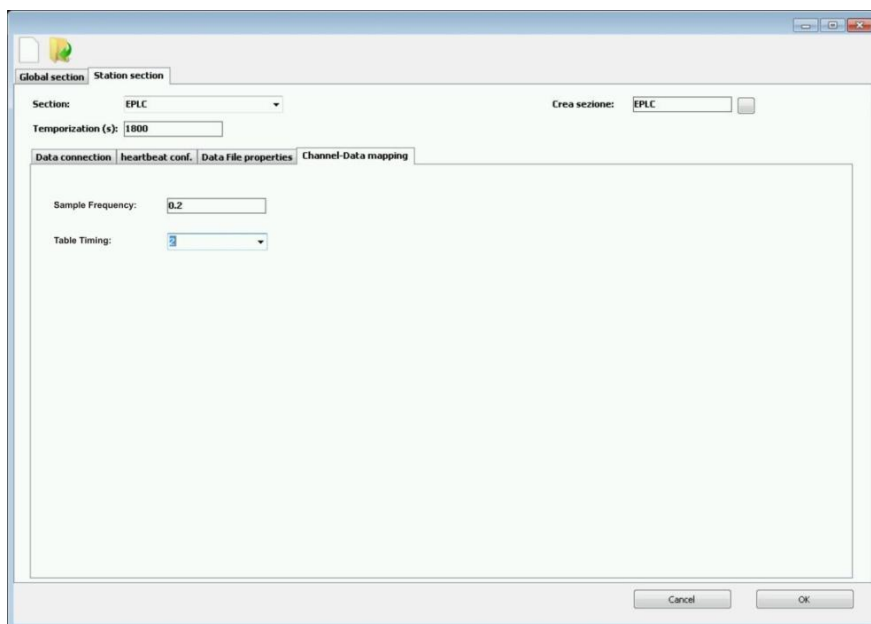 Global section Station section
Section: EPLC Crea sezione: EPLC
Temporization (s): 1800
Data connection heartbeat conf. Data File properties Channel-Data mapping
Sample Frequency: 0.2
Table Timing: 2
Cancel OK